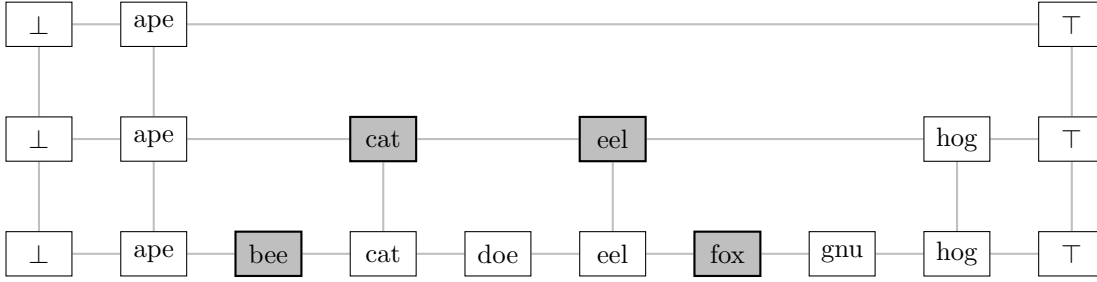 ⊥ ape ⊤
⊥ ape cat eel hog ⊤
⊥ ape bee cat doe eel fox gnu hog ⊤